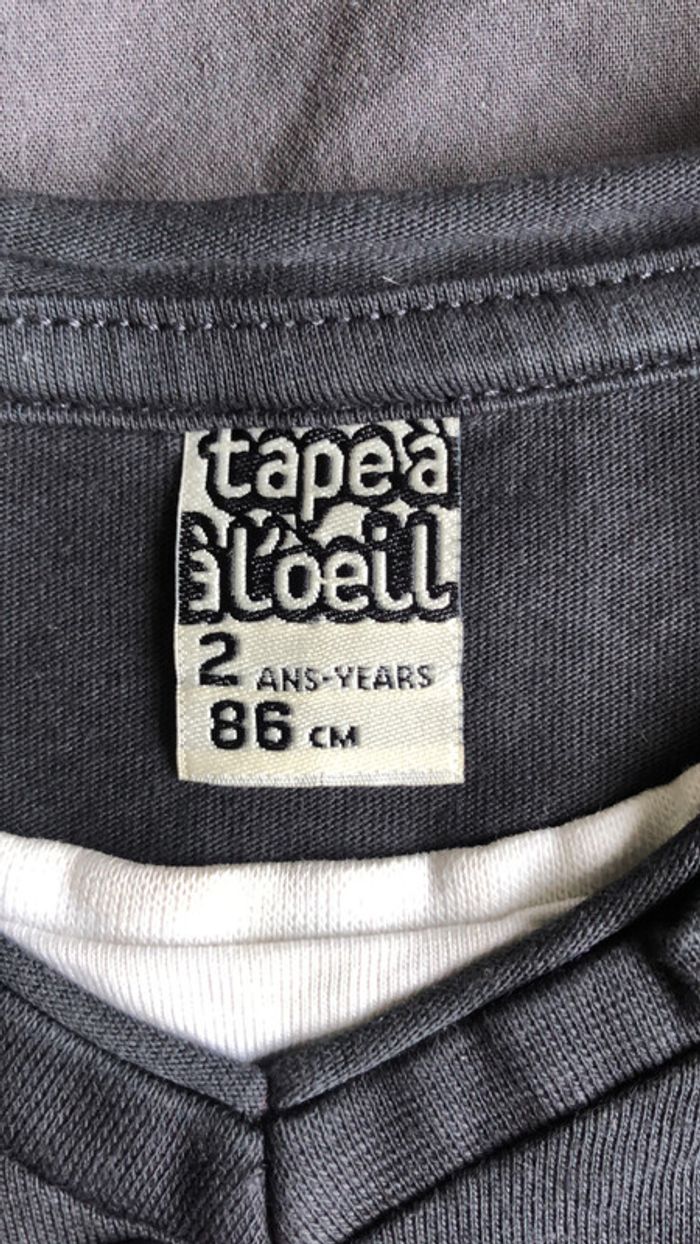 tape à
à l'oeil
2 ANS-YEARS
86 CM